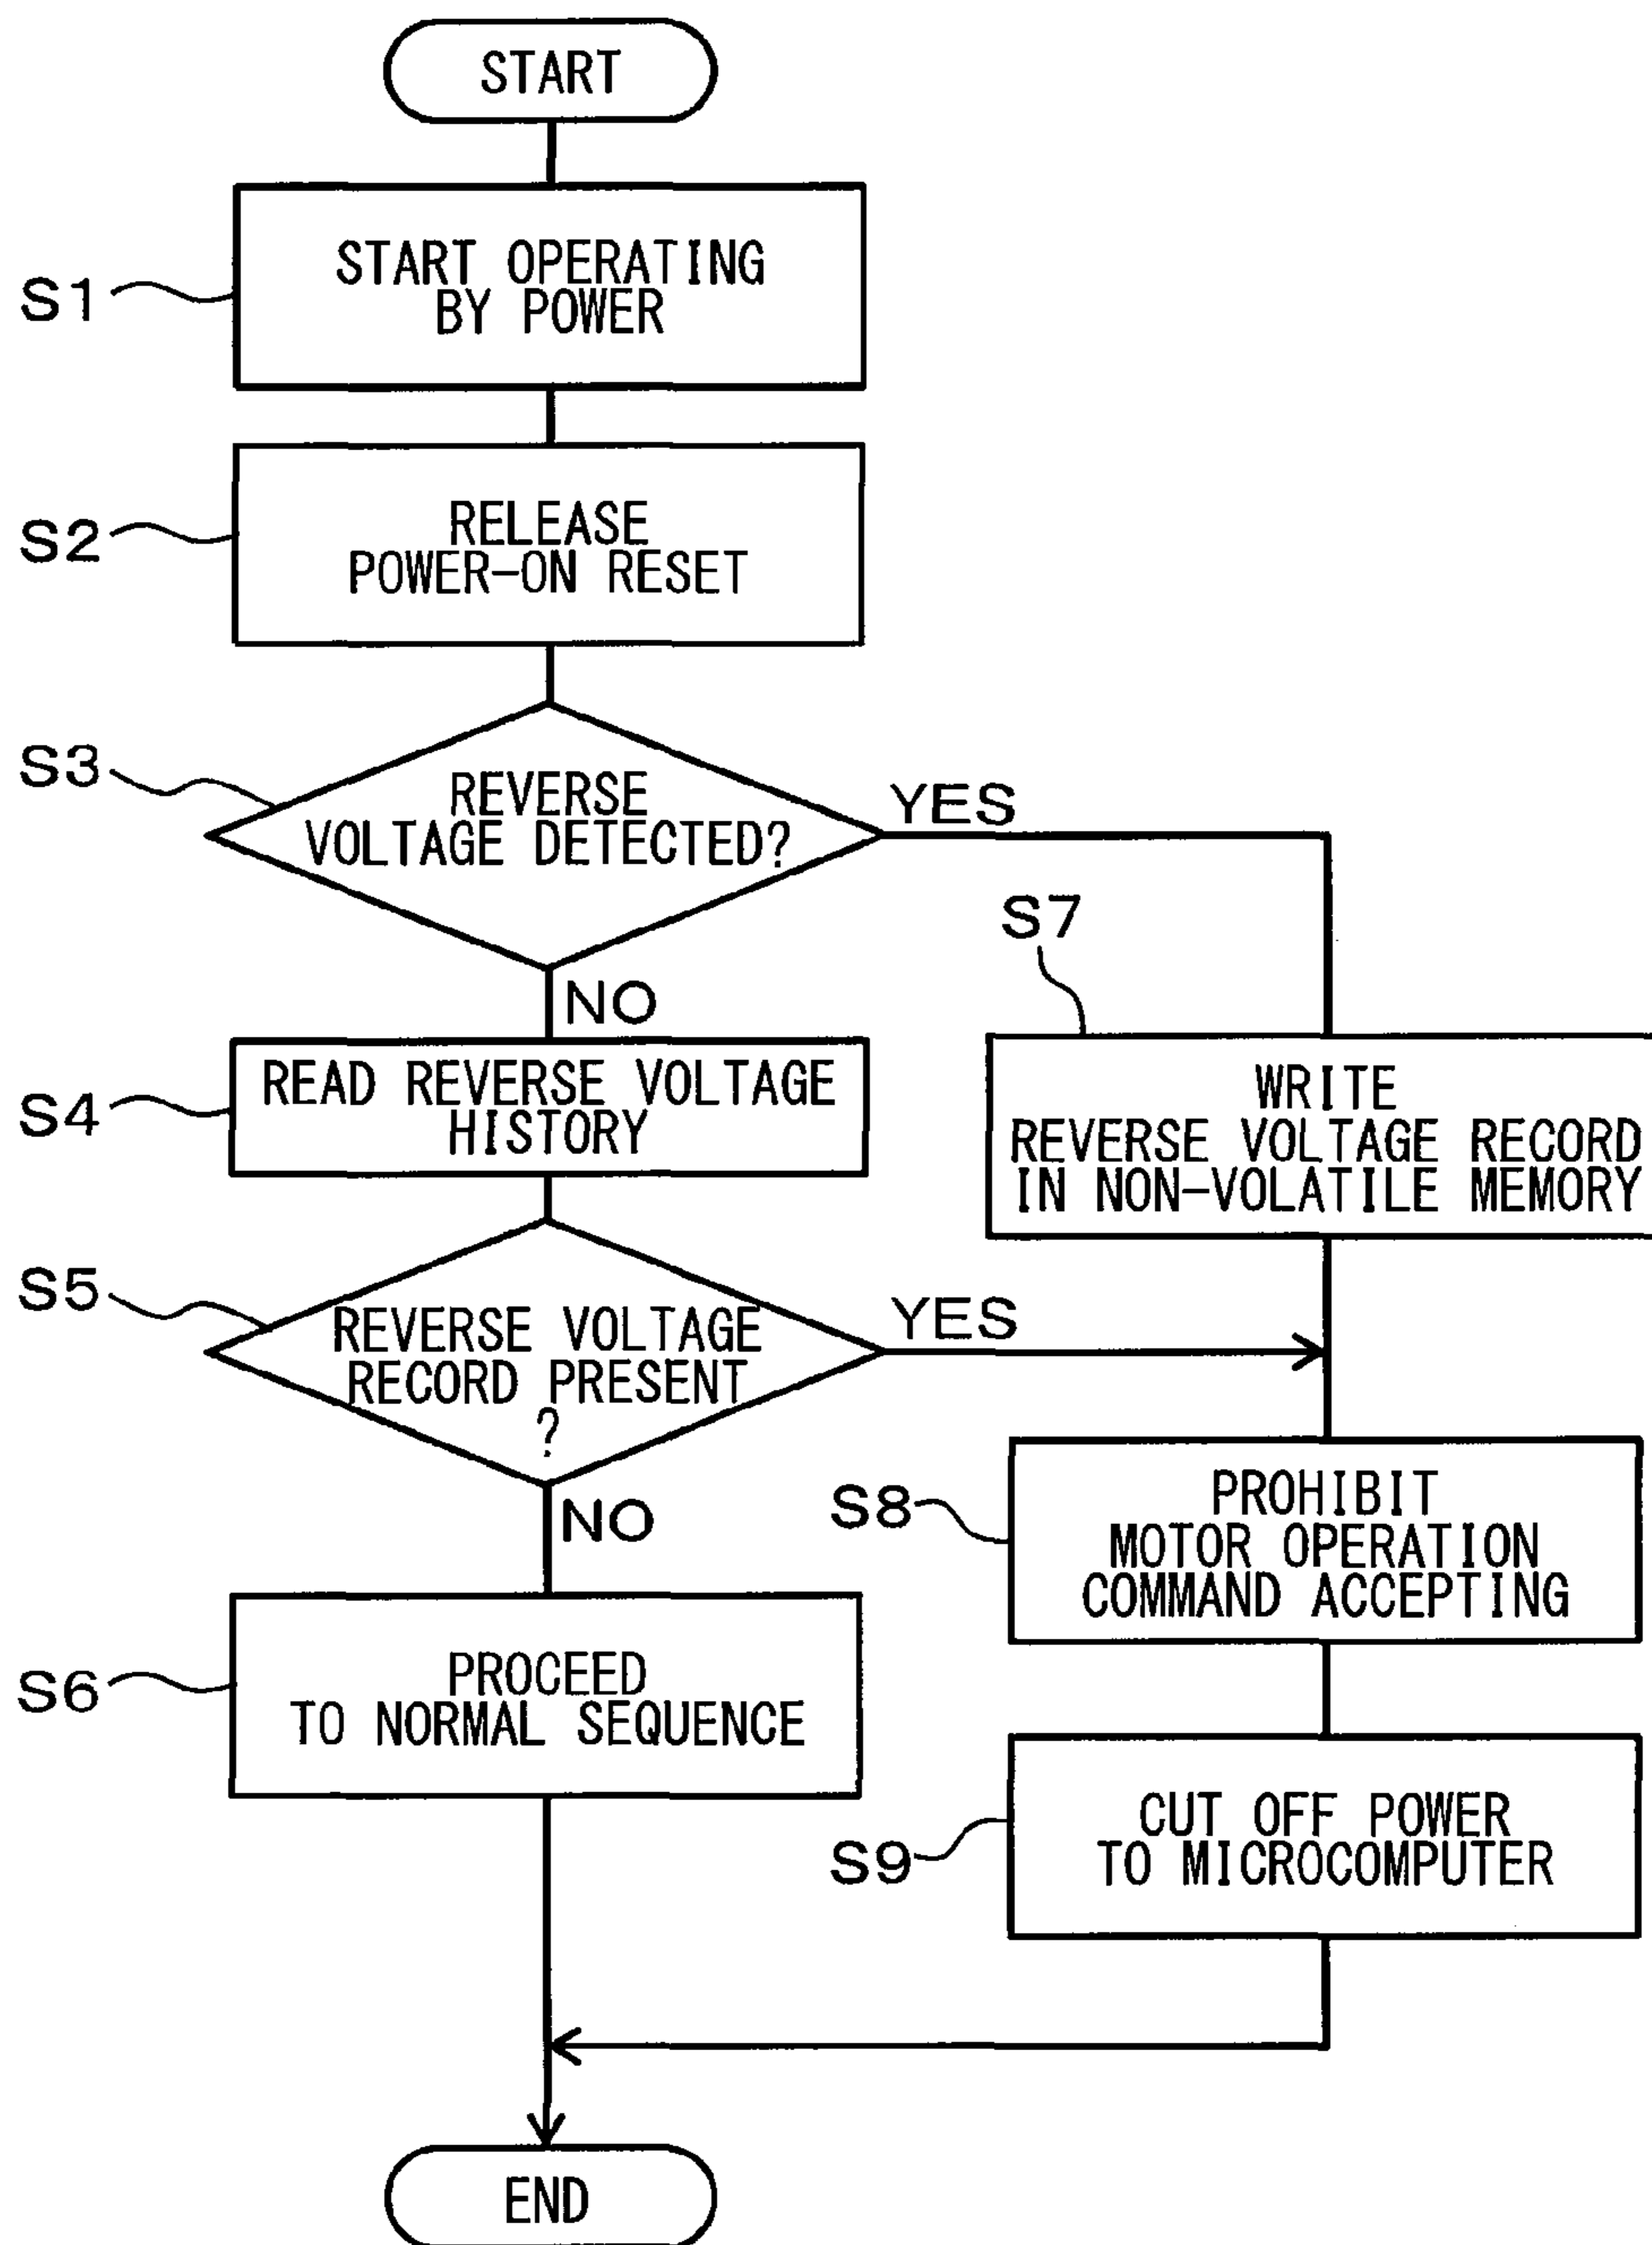 START
S1
START OPERATING
BY POWER
S2
RELEASE
POWER-ON RESET
S3
REVERSE
VOLTAGE DETECTED?
YES
NO
S7
WRITE
REVERSE VOLTAGE RECORD
IN NON-VOLATILE MEMORY
S4
READ REVERSE VOLTAGE
HISTORY
S5
REVERSE VOLTAGE
RECORD PRESENT
?
YES
NO
S8
PROHIBIT
MOTOR OPERATION
COMMAND ACCEPTING
S6
PROCEED
TO NORMAL SEQUENCE
S9
CUT OFF POWER
TO MICROCOMPUTER
END